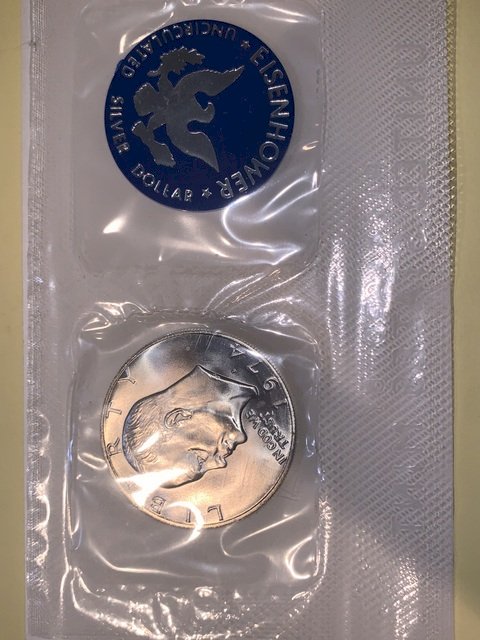 EISENHOWER
UNCIRCULATED SILVER DOLLAR
LIBERTY
IN GOD WE
TRUST
1974